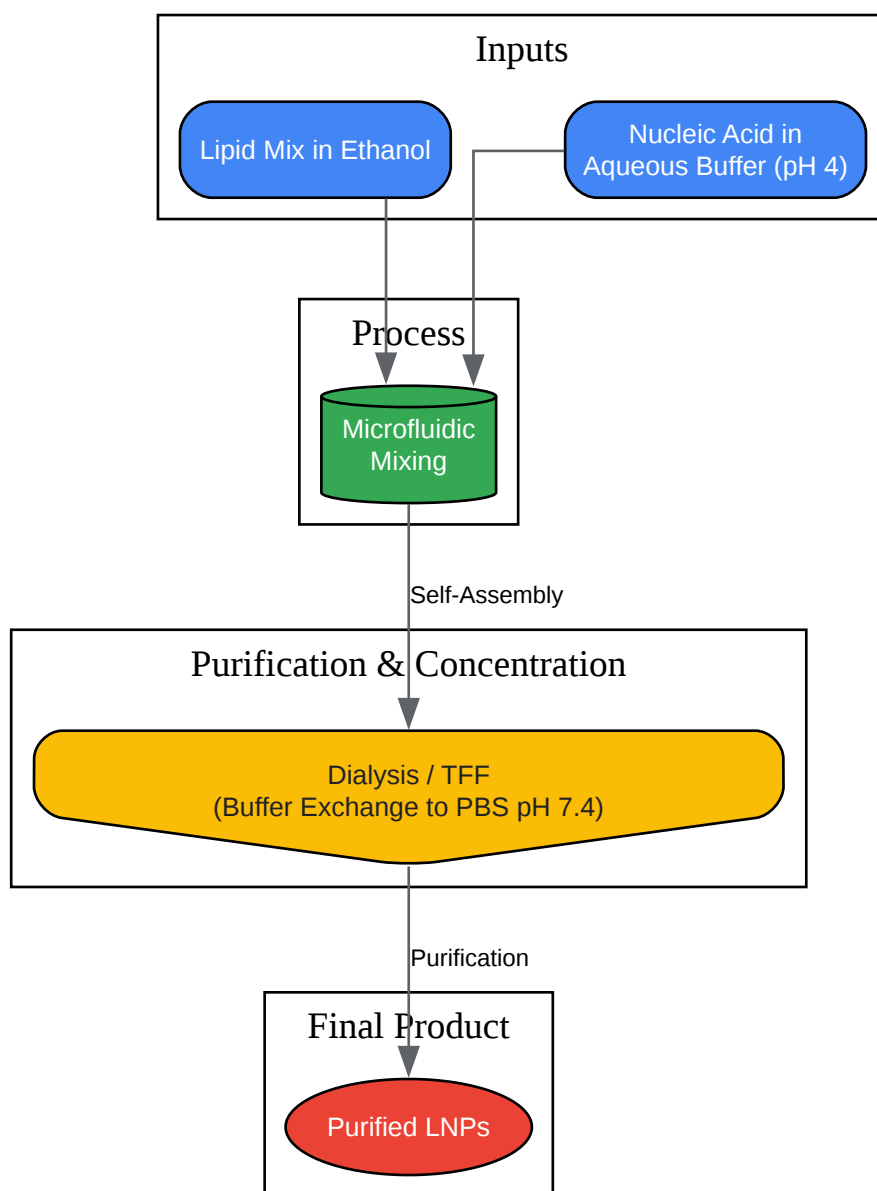 Inputs
Lipid Mix in Ethanol
Nucleic Acid in
Aqueous Buffer (pH 4)
Process
Microfluidic
Mixing
Self-Assembly
Purification & Concentration
Dialysis / TFF
(Buffer Exchange to PBS pH 7.4)
Purification
Final Product
Purified LNPs